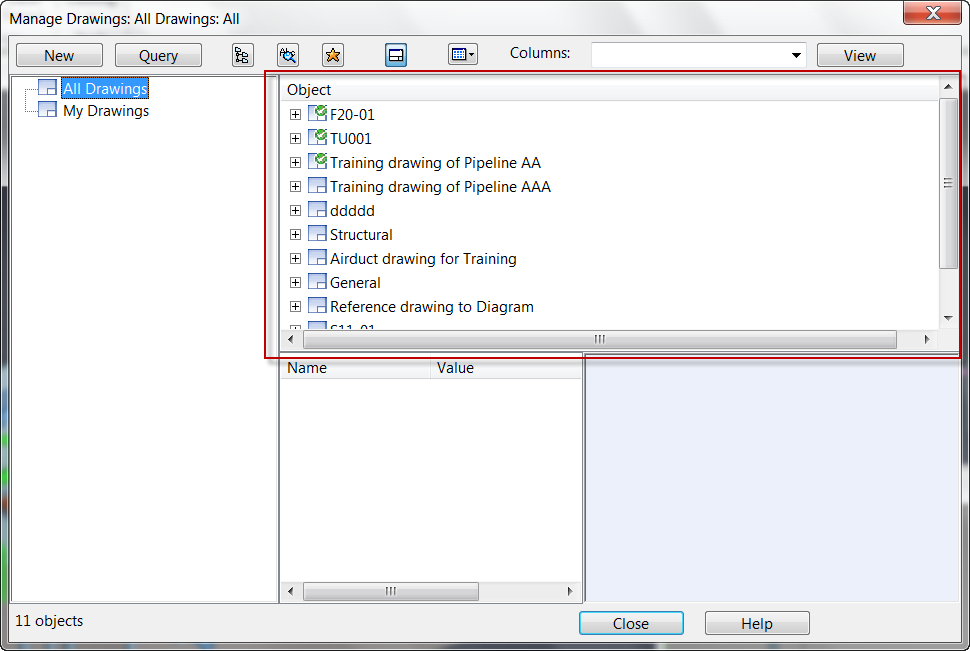 Manage Drawings: All Drawings: All
New Query Columns: View
All Drawings
My Drawings
Object
F20-01
TU001
Training drawing of Pipeline AA
Training drawing of Pipeline AAA
ddddd
Structural
Airduct drawing for Training
General
Reference drawing to Diagram
S11-01
Name Value
11 objects
Close Help